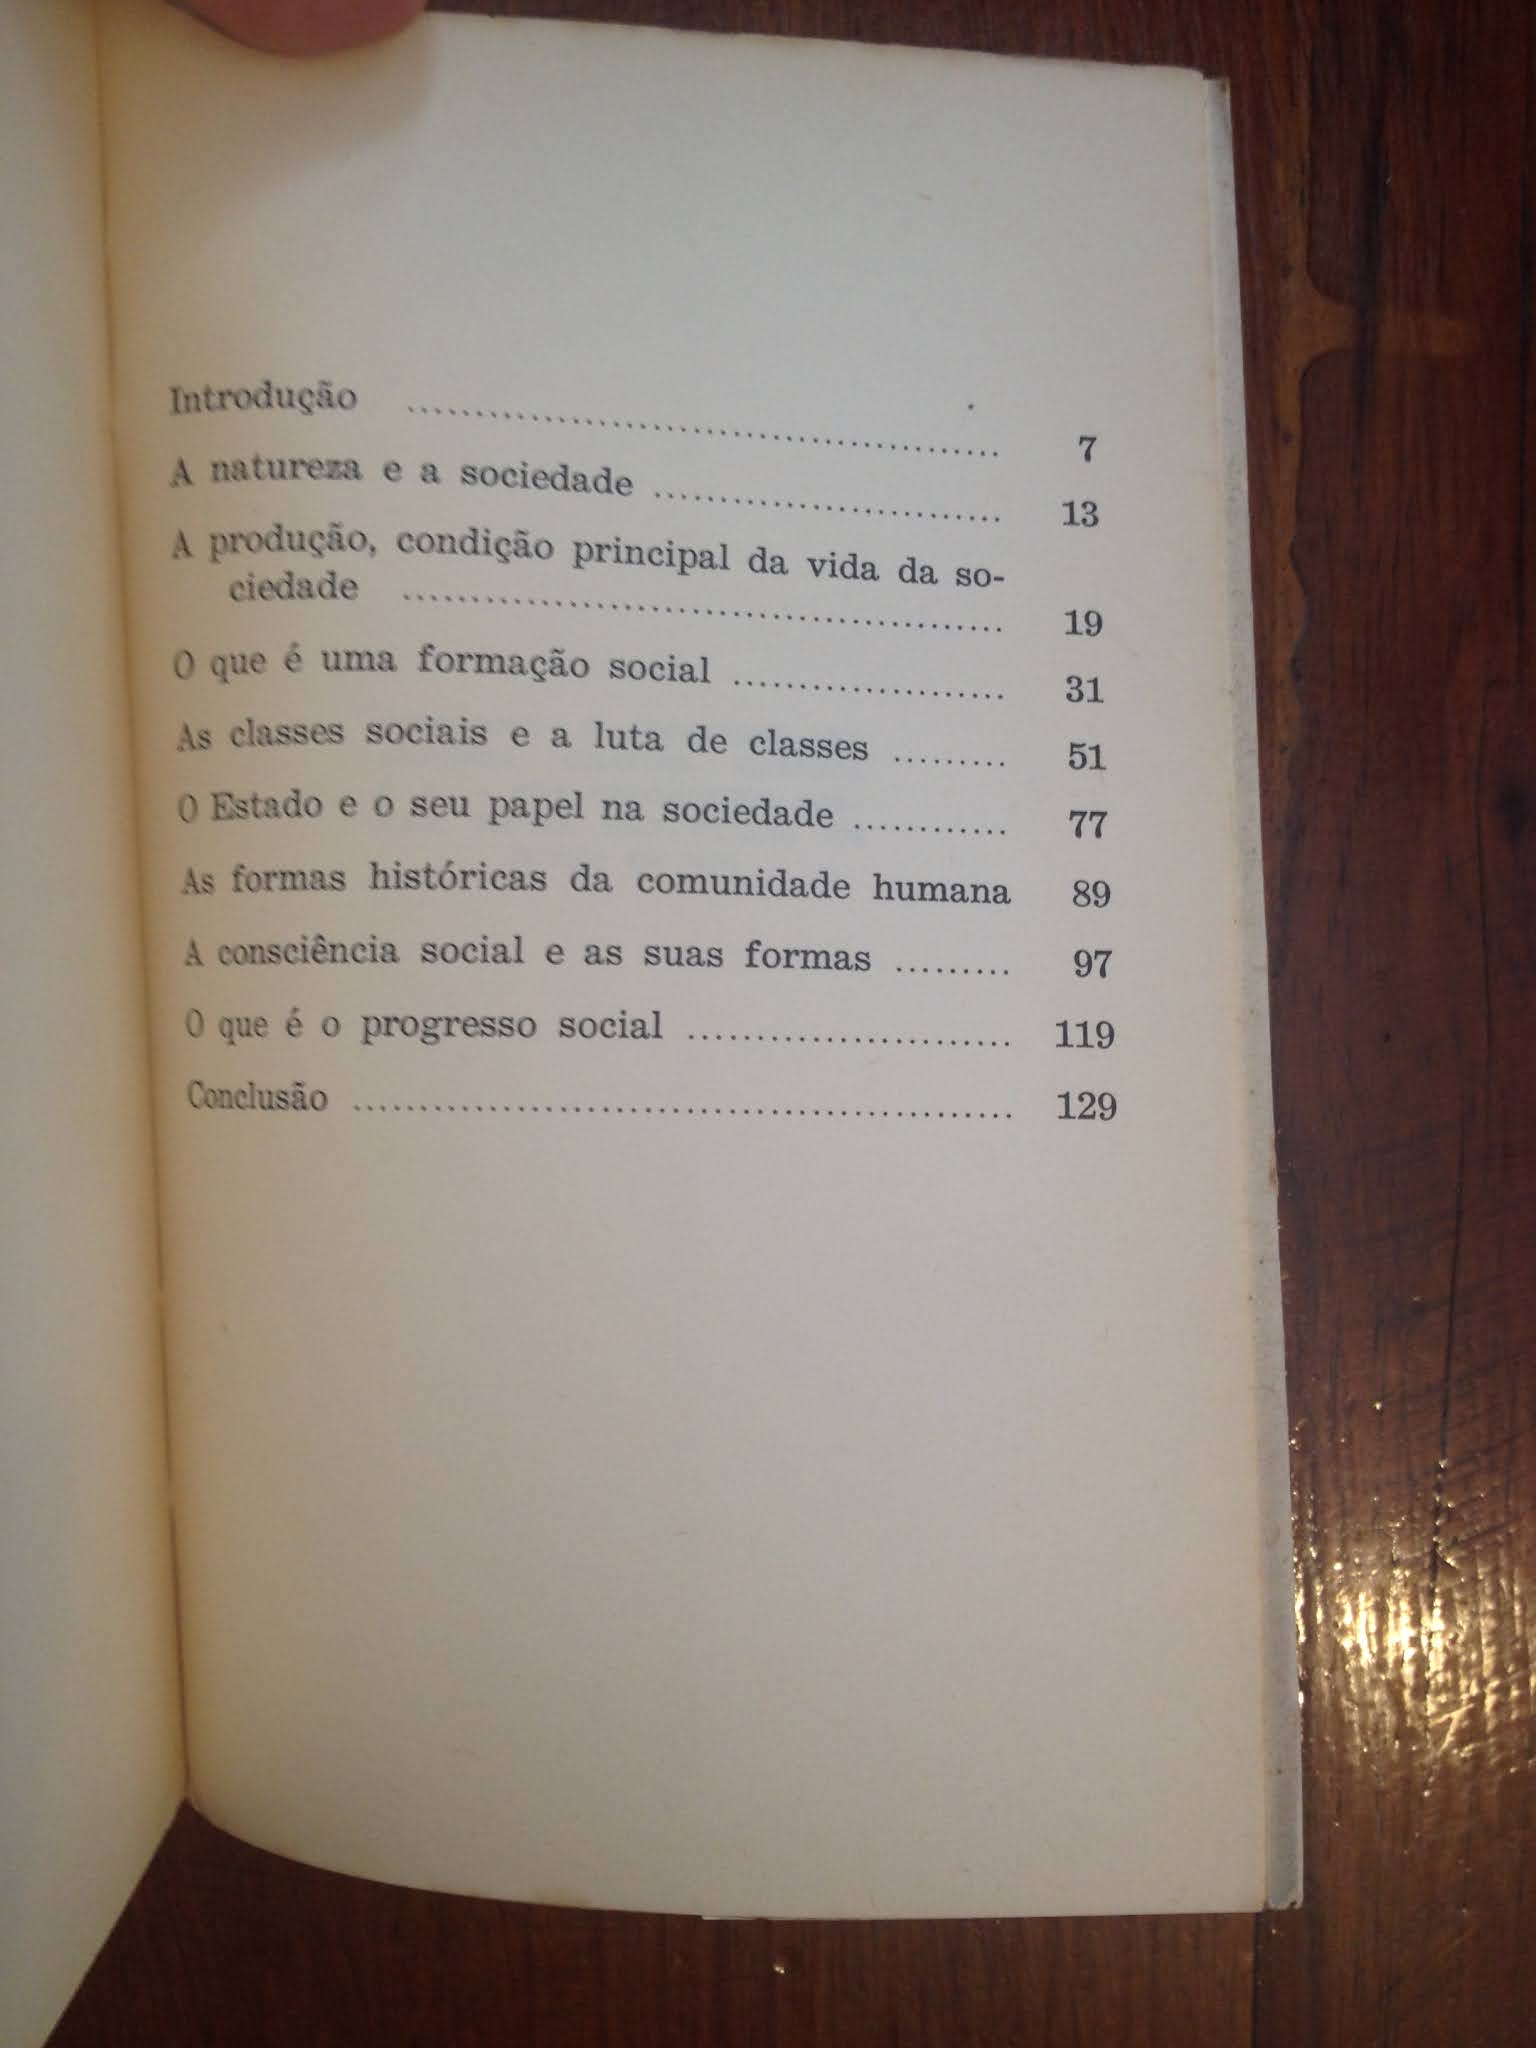 Introdução ................................................ 7
A natureza e a sociedade ............................ 13
A produção, condição principal da vida da so-
ciedade ................................................ 19
O que é uma formação social ..................... 31
As classes sociais e a luta de classes ......... 51
O Estado e o seu papel na sociedade ............ 77
As formas históricas da comunidade humana 89
A consciência social e as suas formas ......... 97
O que é o progresso social ........................ 119
Conclusão ................................................ 129